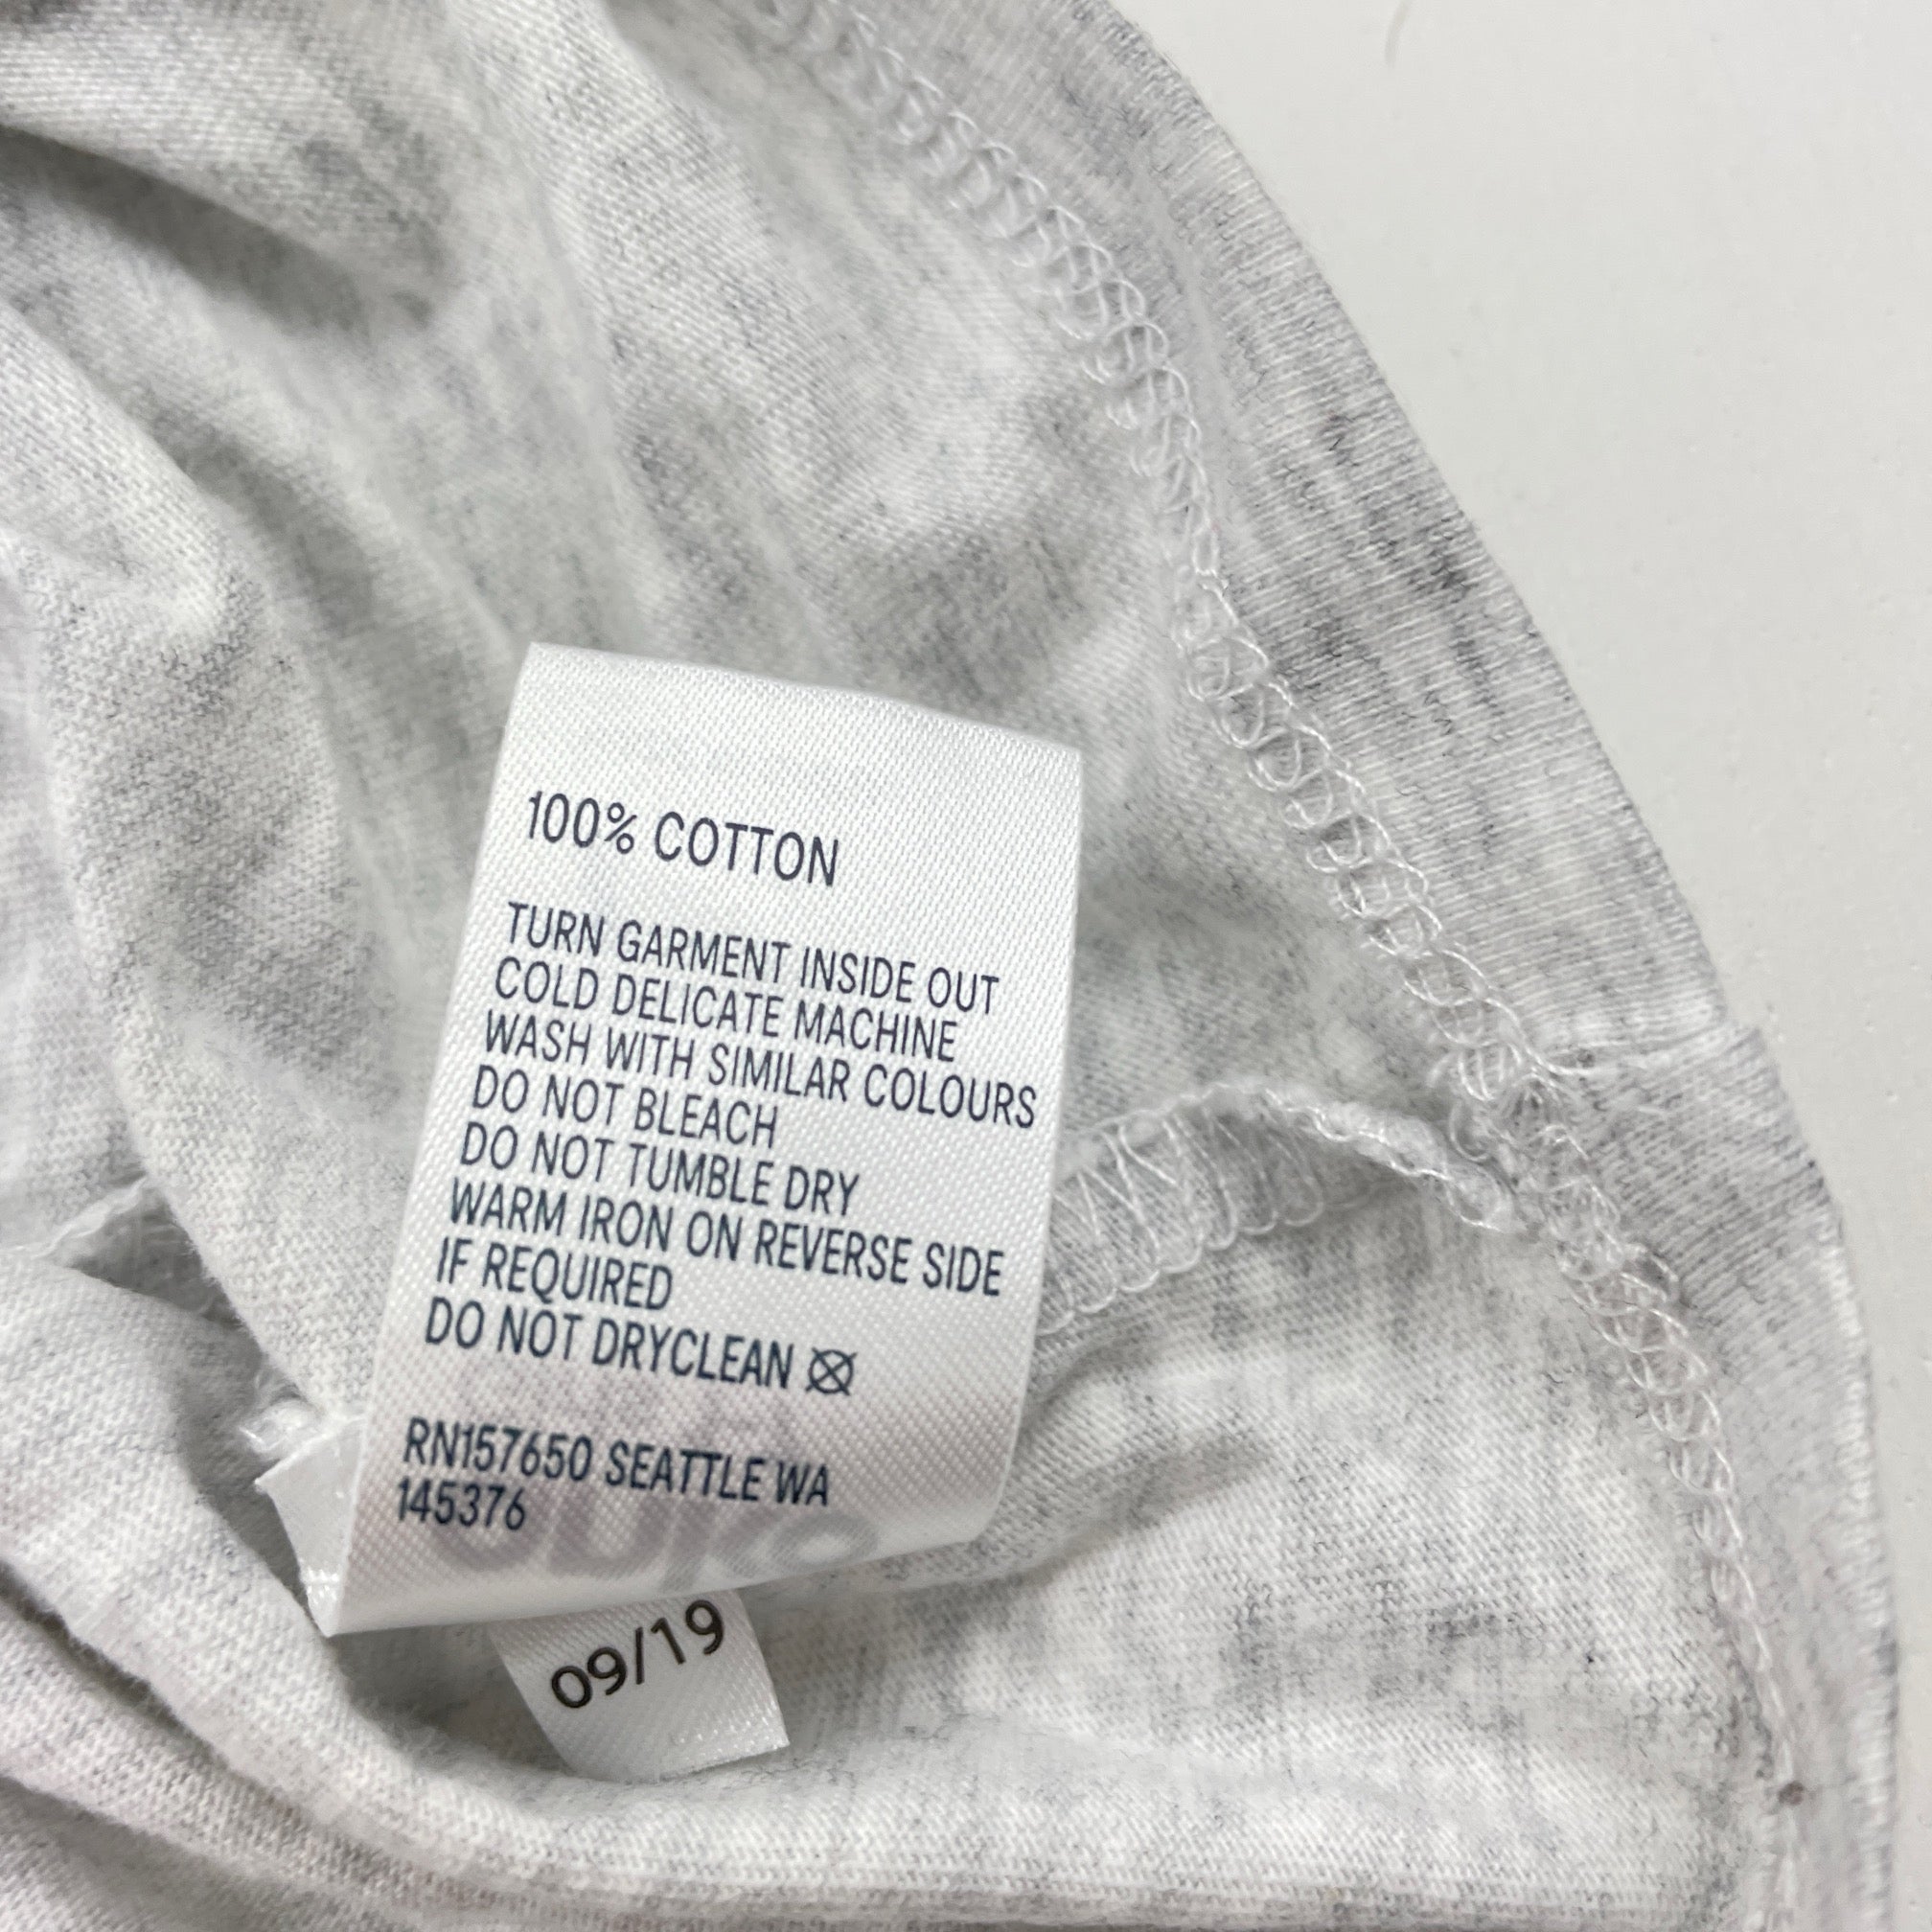 100% COTTON
TURN GARMENT INSIDE OUT
COLD DELICATE MACHINE
WASH WITH SIMILAR COLOURS
DO NOT BLEACH
DO NOT TUMBLE DRY
WARM IRON ON REVERSE SIDE
IF REQUIRED
DO NOT DRYCLEAN
RN157650 SEATTLE WA
145376
09/19